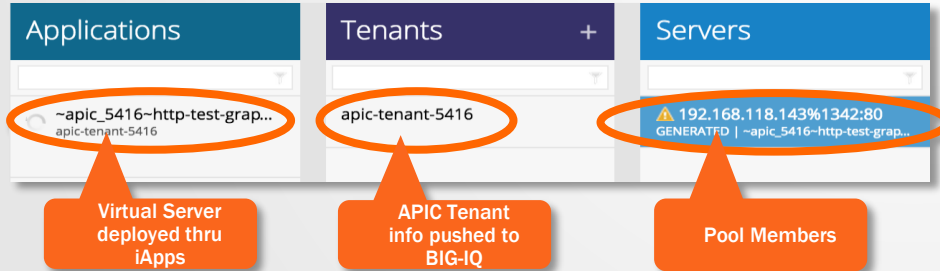 Applications
Tenants +
Servers
~apic_5416~http-test-grap...
apic-tenant-5416
apic-tenant-5416
192.168.118.143%1342:80
GENERATED | ~apic_5416~http-test-grap...
Virtual Server
deployed thru
iApps
APIC Tenant
info pushed to
BIG-IQ
Pool Members